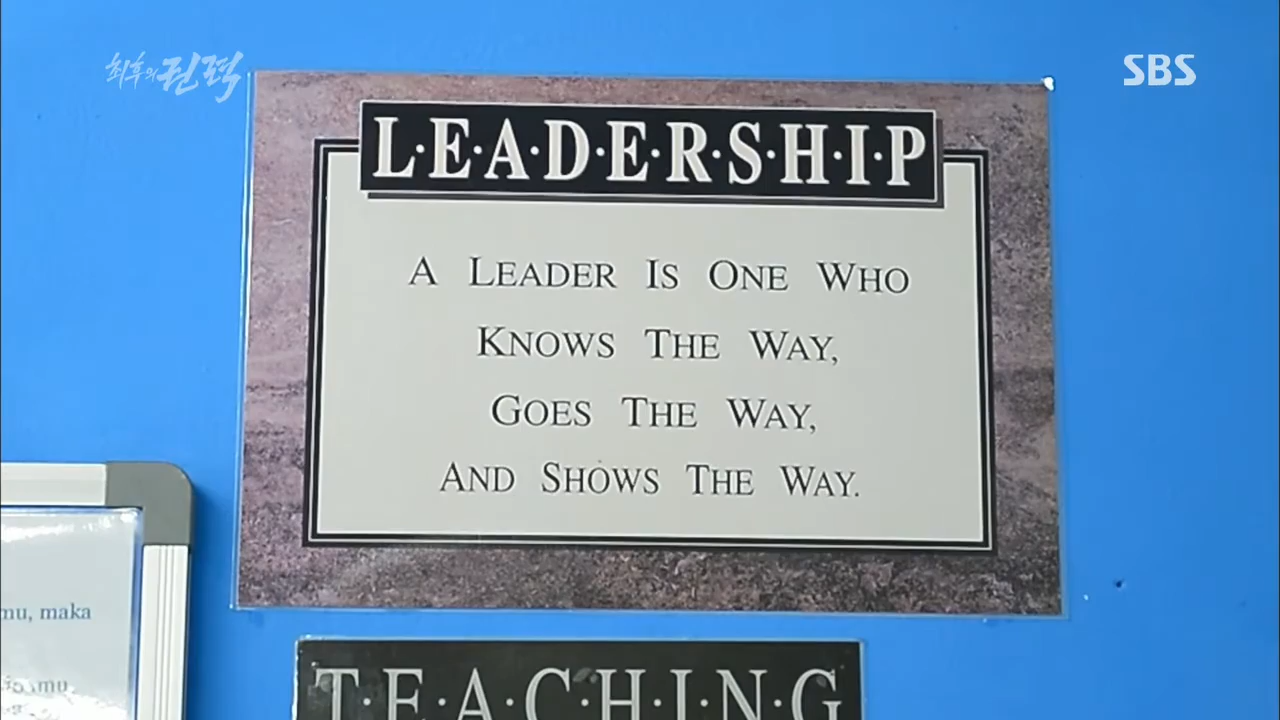 최후의 권력
SBS
L·E·A·D·E·R·S·H·I·P
A LEADER IS ONE WHO
KNOWS THE WAY,
GOES THE WAY,
AND SHOWS THE WAY.
mu, maka
mu
T·E·A·C·H·I·N·G